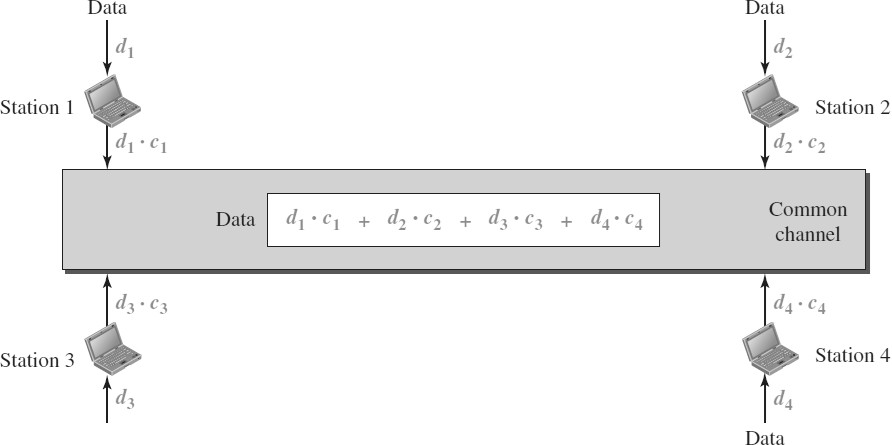 Data Data
d1 d2
Station 1 Station 2
d1 · c1 d2 · c2
Data d1 · c1 + d2 · c2 + d3 · c3 + d4 · c4 Common
channel
d3 · c3 d4 · c4
Station 3 Station 4
d3 d4
Data